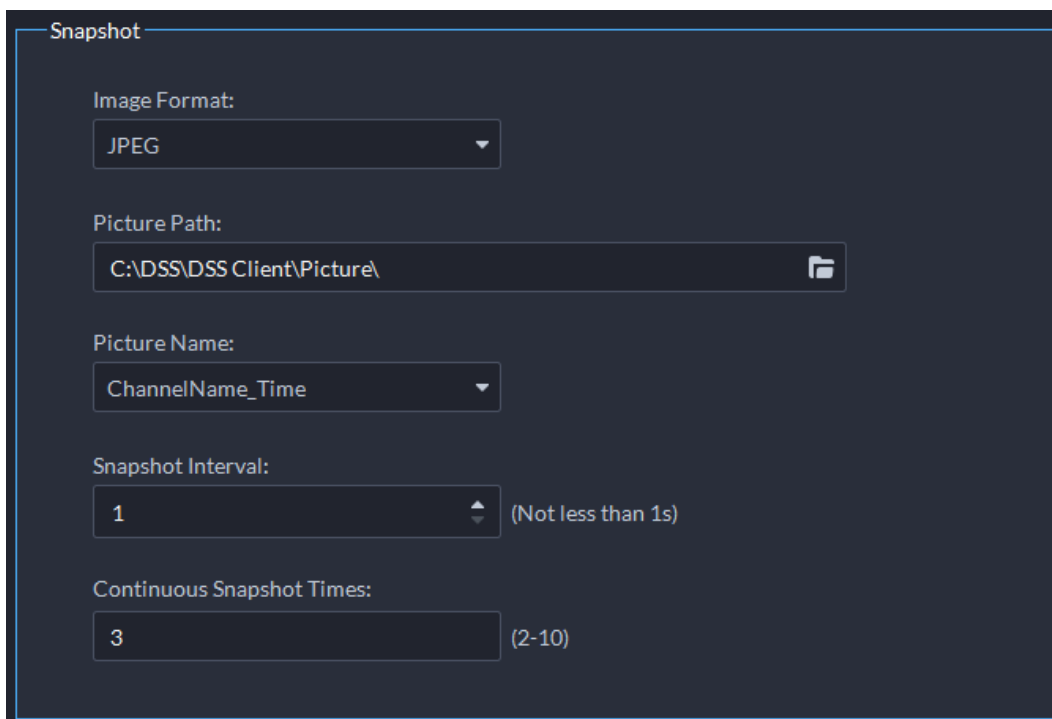 Snapshot
Image Format:
JPEG
Picture Path:
C:\DSS\DSS Client\Picture\
Picture Name:
ChannelName_Time
Snapshot Interval:
1 (Not less than 1s)
Continuous Snapshot Times:
3 (2-10)